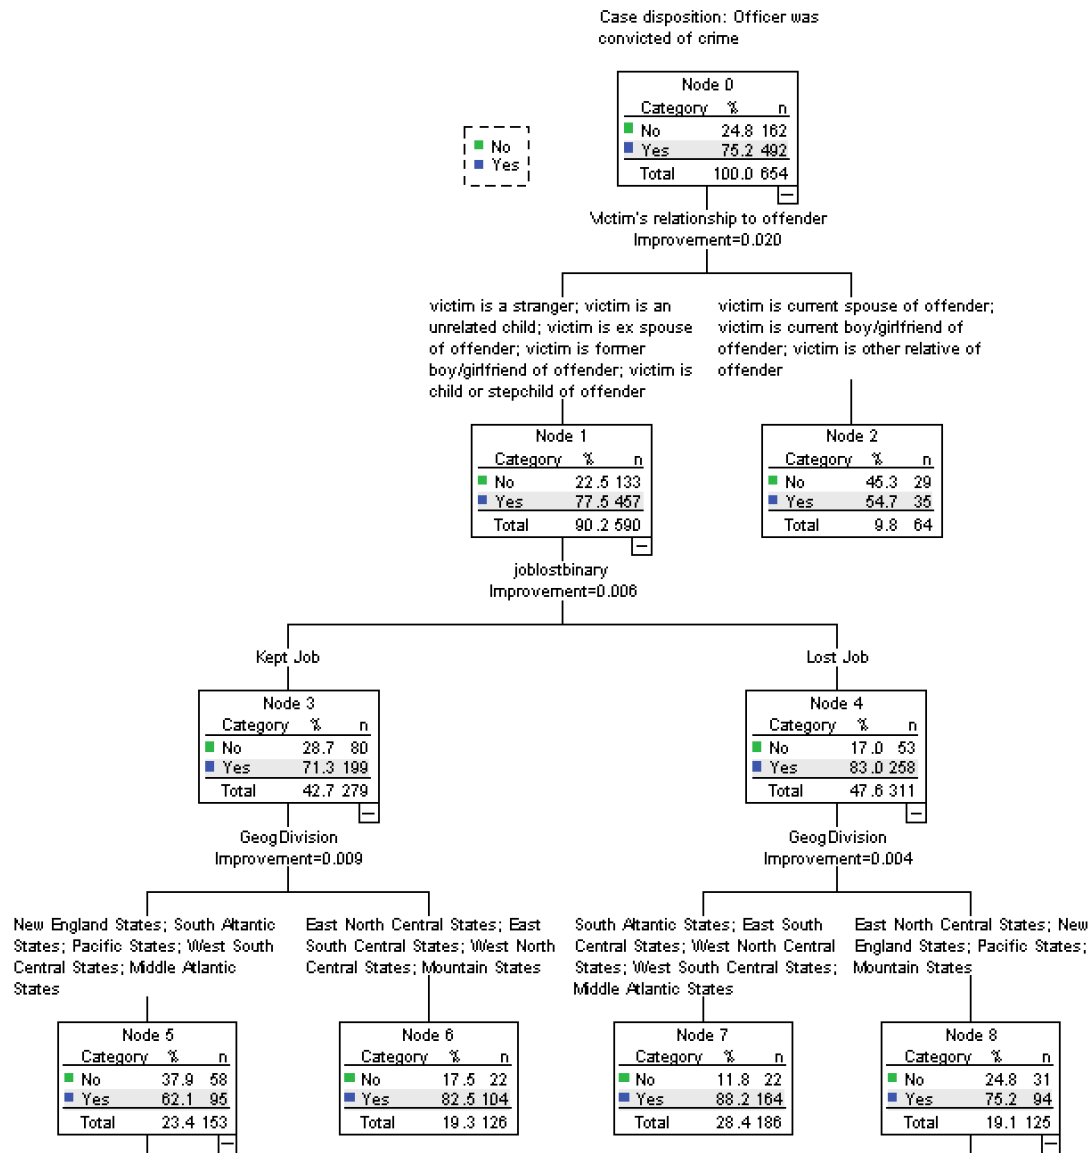 Case disposition: Officer was
convicted of crime
Node 0
Category % n
No 24.8 162
Yes 75.2 492
Total 100.0 654
No
Yes
Victim's relationship to offender
Improvement=0.020
victim is a stranger; victim is an
unrelated child; victim is ex spouse
of offender; victim is former
boy/girlfriend of offender; victim is
child or stepchild of offender
victim is current spouse of offender;
victim is current boy/girlfriend of
offender; victim is other relative of
offender
Node 1
Category % n
No 22.5 133
Yes 77.5 457
Total 90.2 590
Node 2
Category % n
No 45.3 29
Yes 54.7 35
Total 9.8 64
joblostbinary
Improvement=0.006
Kept Job
Lost Job
Node 3
Category % n
No 28.7 80
Yes 71.3 199
Total 42.7 279
Node 4
Category % n
No 17.0 53
Yes 83.0 258
Total 47.6 311
GeogDivision
Improvement=0.009
GeogDivision
Improvement=0.004
New England States; South Atlantic
States; Pacific States; West South
Central States; Middle Atlantic
States
East North Central States; East
South Central States; West North
Central States; Mountain States
South Atlantic States; East South
Central States; West North Central
States; West South Central States;
Middle Atlantic States
East North Central States; New
England States; Pacific States;
Mountain States
Node 5
Category % n
No 37.9 58
Yes 62.1 95
Total 23.4 153
Node 6
Category % n
No 17.5 22
Yes 82.5 104
Total 19.3 126
Node 7
Category % n
No 11.8 22
Yes 88.2 164
Total 28.4 186
Node 8
Category % n
No 24.8 31
Yes 75.2 94
Total 19.1 125